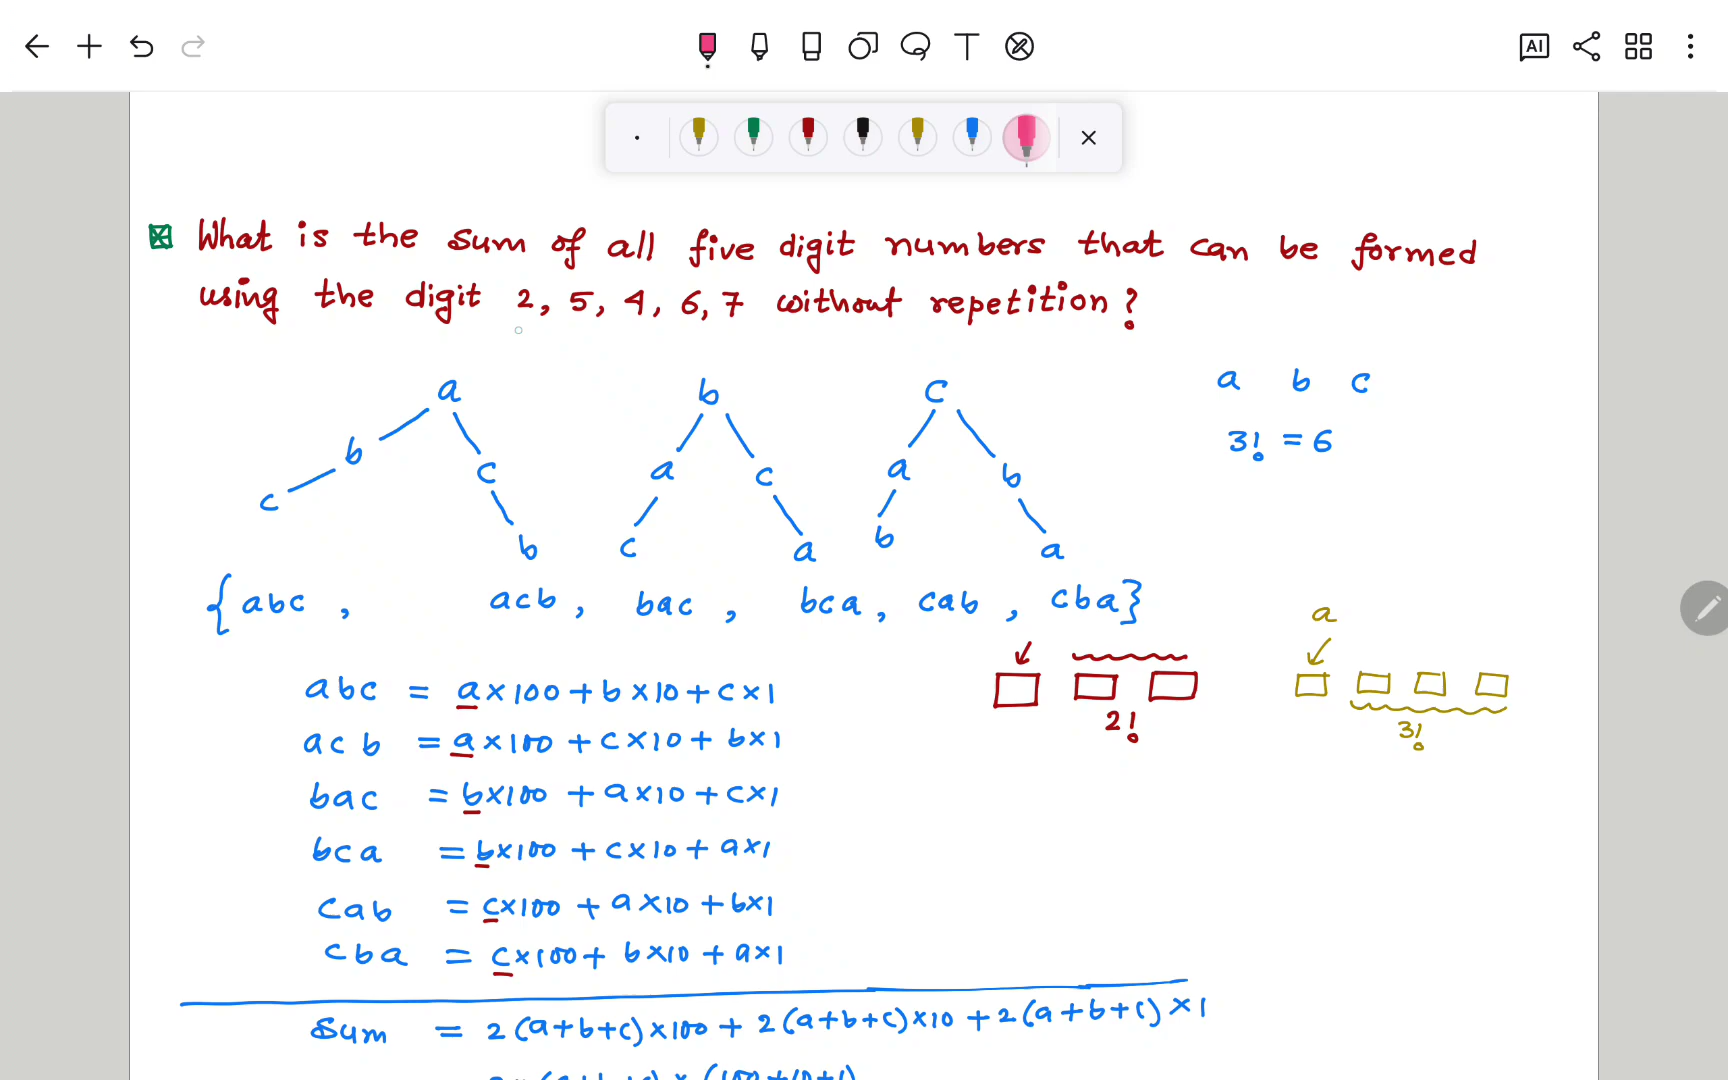 AI
What is the sum of all five digit numbers that can be formed
using the digit 2, 5, 4, 6, 7 without repetition?
a b c a b c
3! = 6
b c a c a b
c b c a b a
{abc, acb, bac, bca, cab, cba}
a
2! 3!
abc = a×100 + b×10 + c×1
acb = a×100 + c×10 + b×1
bac = b×100 + a×10 + c×1
bca = b×100 + c×10 + a×1
cab = c×100 + a×10 + b×1
cba = c×100 + b×10 + a×1
Sum = 2(a+b+c)×100 + 2(a+b+c)×10 + 2(a+b+c)×1